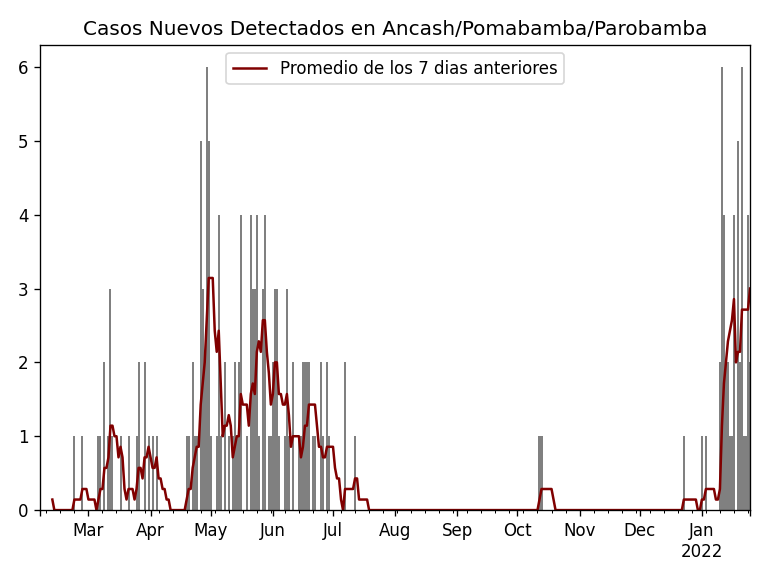 Casos Nuevos Detectados en Ancash/Pomabamba/Parobamba
Promedio de los 7 dias anteriores
6
5
4
3
2
1
0
Mar Apr May Jun Jul Aug Sep Oct Nov Dec Jan
2022